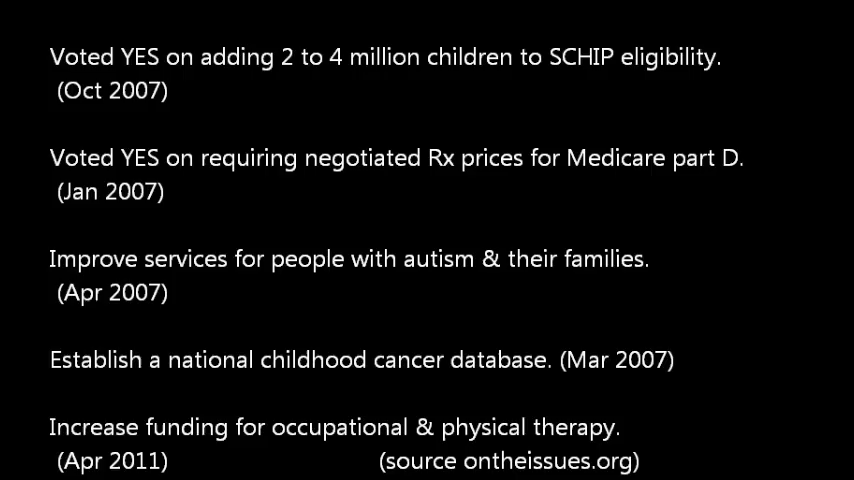 Voted YES on adding 2 to 4 million children to SCHIP eligibility.
(Oct 2007)
Voted YES on requiring negotiated Rx prices for Medicare part D.
(Jan 2007)
Improve services for people with autism & their families.
(Apr 2007)
Establish a national childhood cancer database. (Mar 2007)
Increase funding for occupational & physical therapy.
(Apr 2011) (source ontheissues.org)